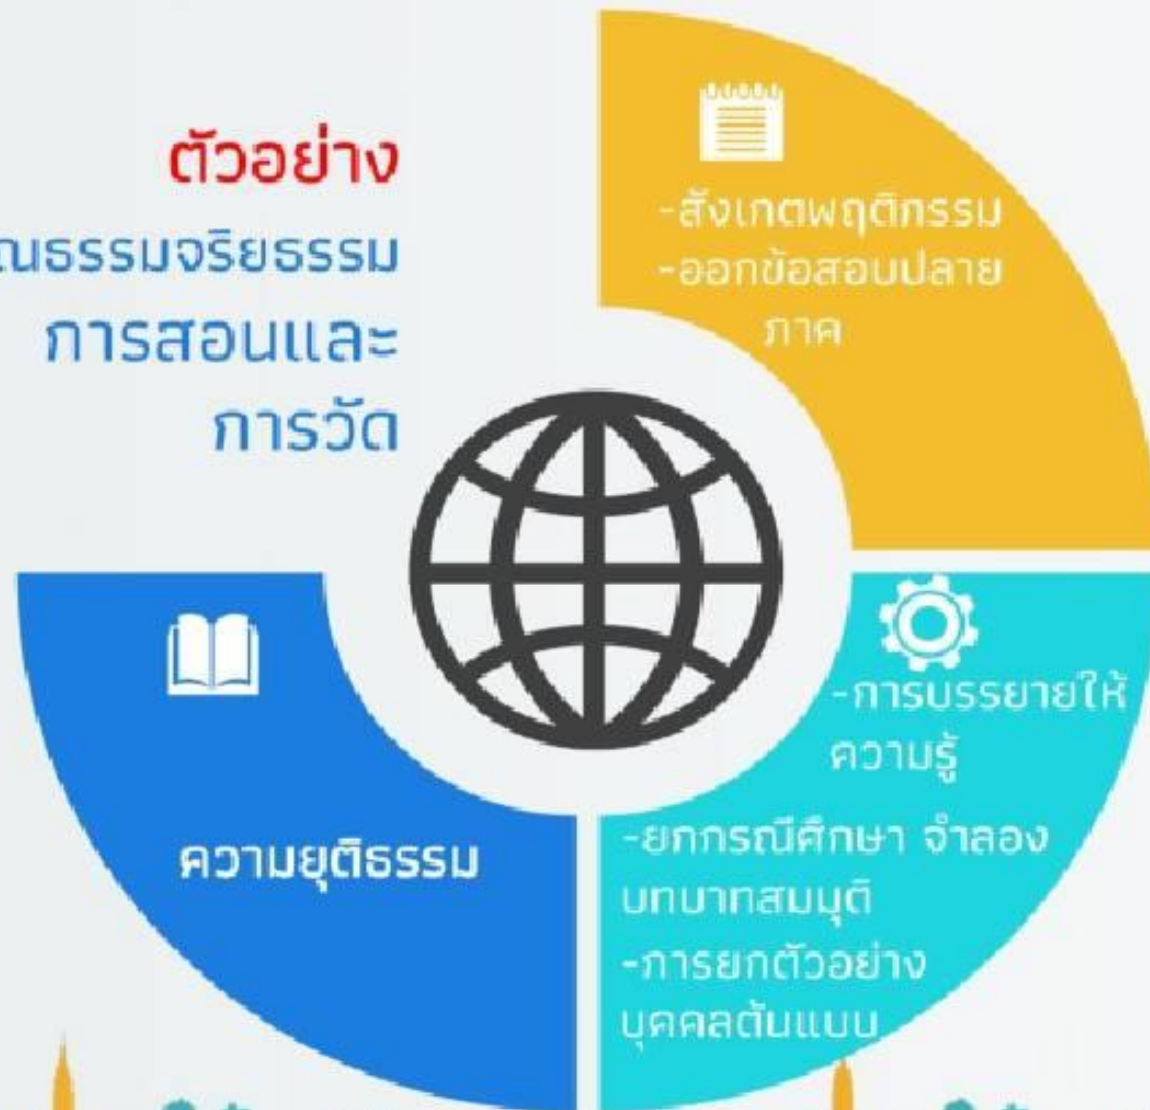 ตัวอย่าง
ณธรรมจริยธรรม
การสอนและ
การวัด
-สังเกตพฤติกรรม
-ออกข้อสอบปลาย
ภาค
-การบรรยายให้
ความรู้
-ยกกรณีศึกษา จำลอง
บทบาทสมมุติ
-การยกตัวอย่าง
บุคคลต้นแบบ
ความยุติธรรม